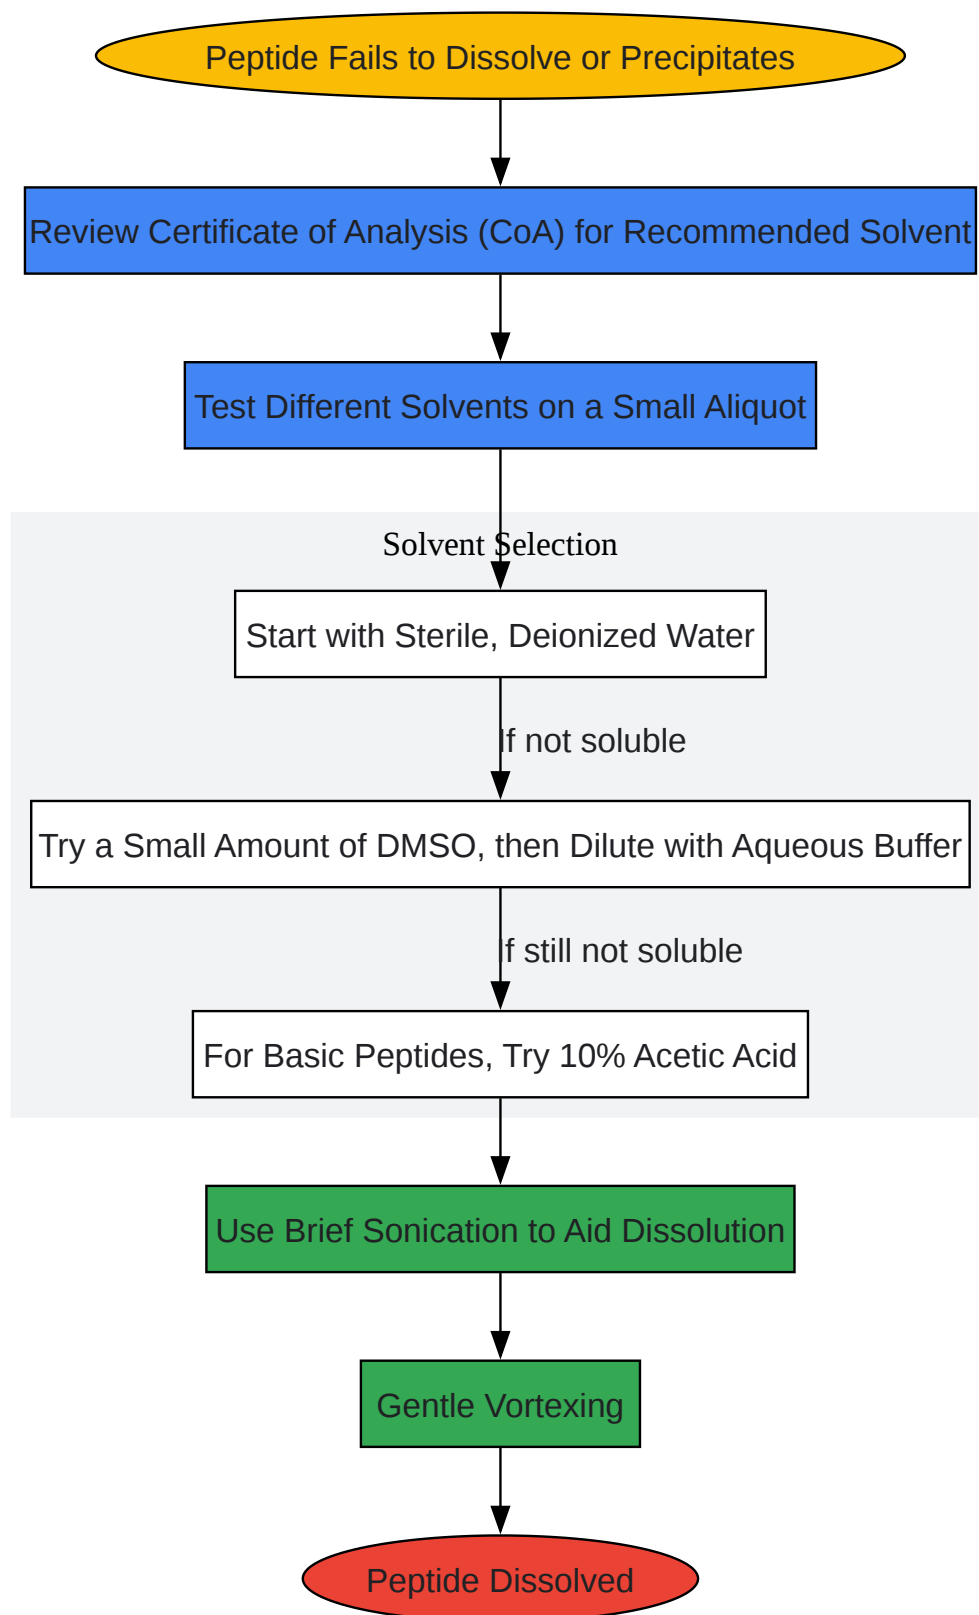 Peptide Fails to Dissolve or Precipitates
Review Certificate of Analysis (CoA) for Recommended Solvent
Test Different Solvents on a Small Aliquot
Solvent Selection
Start with Sterile, Deionized Water
If not soluble
Try a Small Amount of DMSO, then Dilute with Aqueous Buffer
If still not soluble
For Basic Peptides, Try 10% Acetic Acid
Use Brief Sonication to Aid Dissolution
Gentle Vortexing
Peptide Dissolved